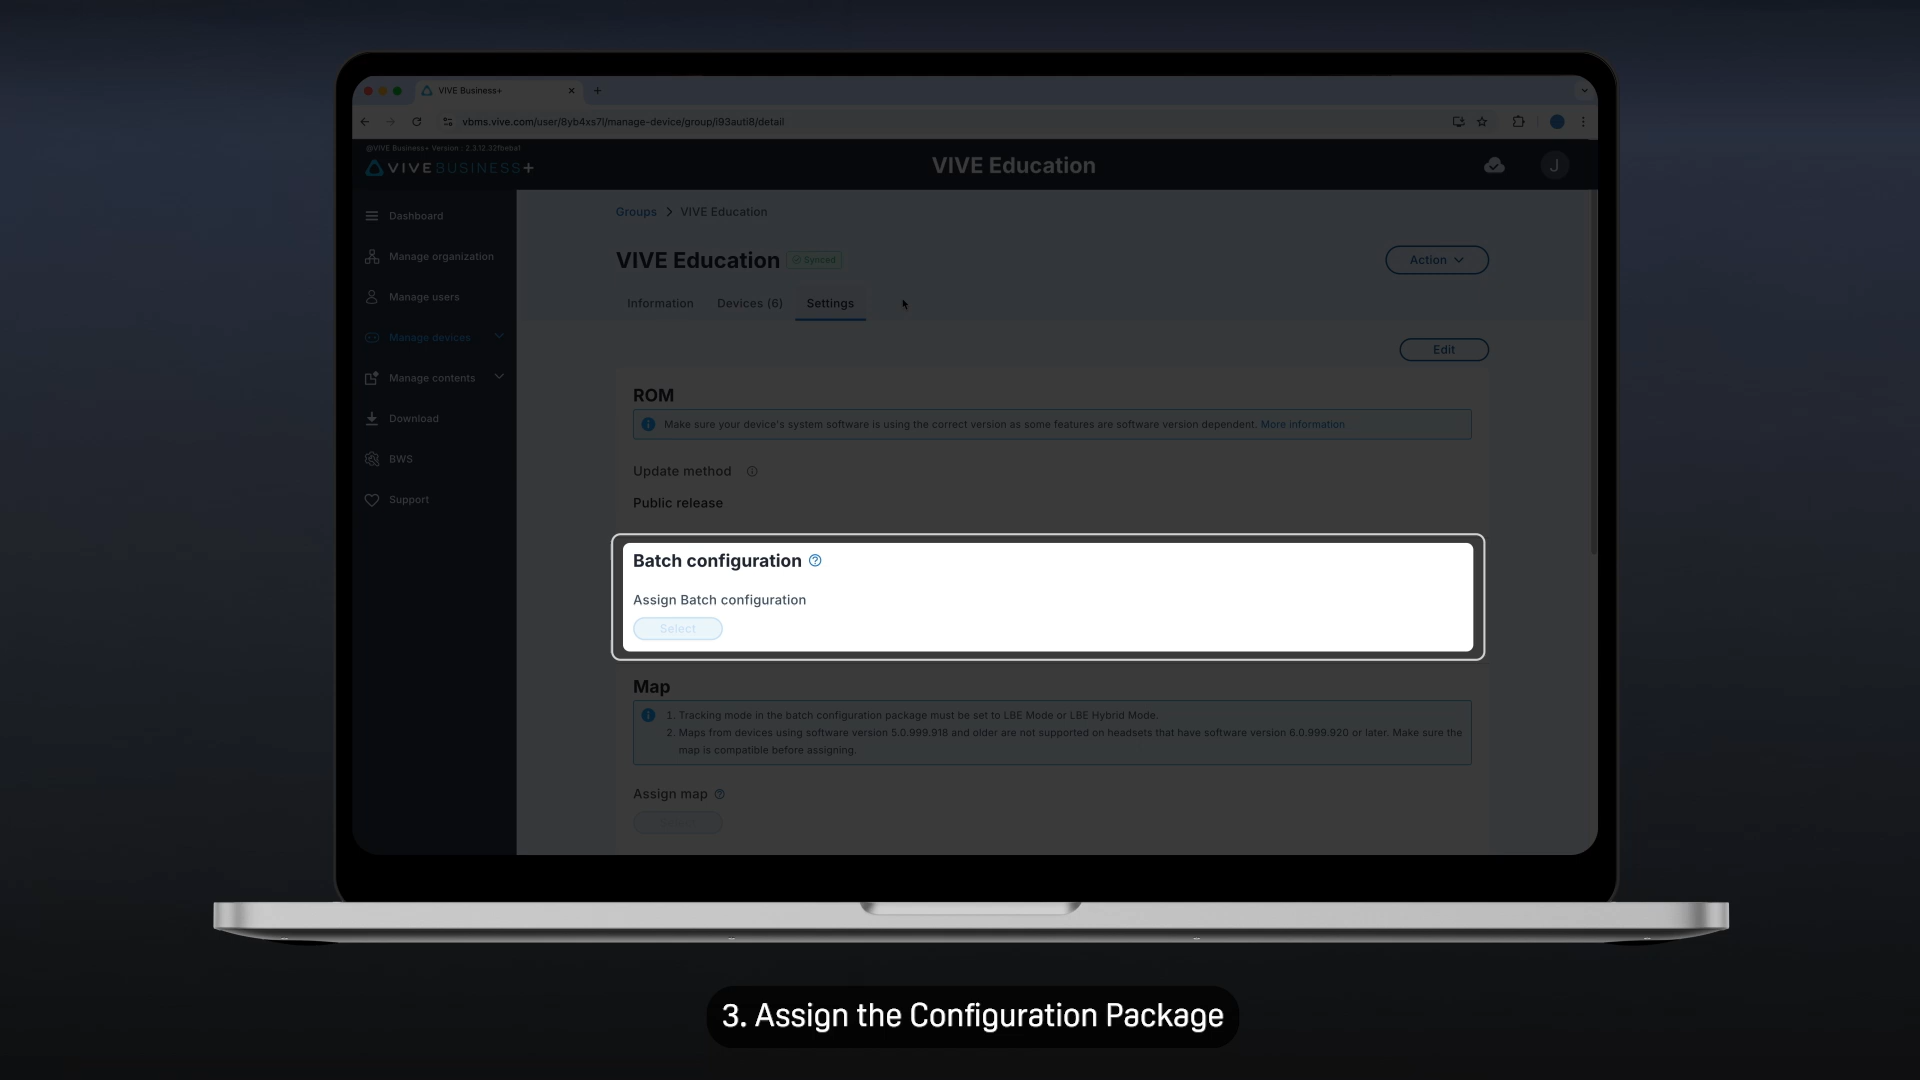 VIVE Business+
vbms.vive.com/user/8yb4xs7l/manage-device/group/i93auti8/detail
VIVE BUSINESS+
VIVE Education
J
Dashboard
Manage organization
Manage users
Manage devices
Manage contents
Download
BWS
Support
Groups > VIVE Education
VIVE Education
Synced
Action
Information
Devices (6)
Settings
Edit
ROM
Make sure your device's system software is using the correct version as some features are software version dependent. More information
Update method
Public release
Batch configuration
Assign Batch configuration
Select
Map
1. Tracking mode in the batch configuration package must be set to LBE Mode or LBE Hybrid Mode.
2. Maps from devices using software version 5.0.999.918 and older are not supported on headsets that have software version 6.0.999.920 or later. Make sure the
map is compatible before assigning.
Assign map
3. Assign the Configuration Package